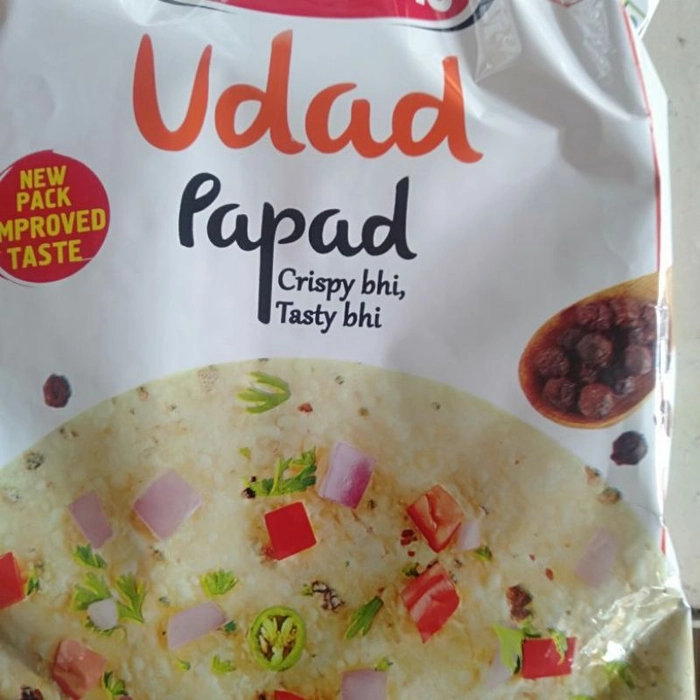 Udad
Papad
Crispy bhi,
Tasty bhi
NEW
PACK
IMPROVED
TASTE